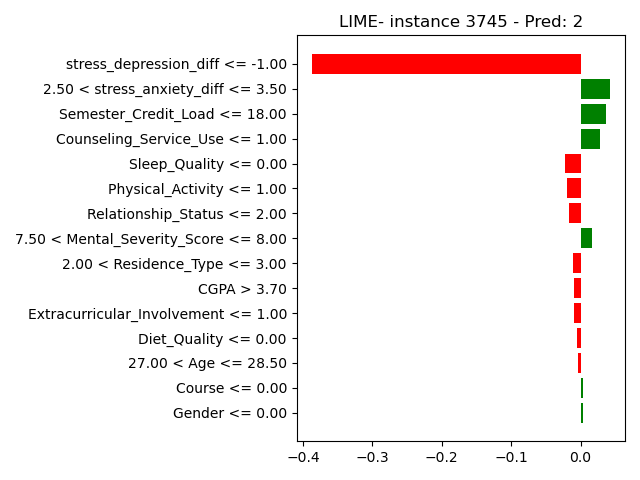 LIME- instance 3745 - Pred: 2
stress_depression_diff <= -1.00
2.50 < stress_anxiety_diff <= 3.50
Semester_Credit_Load <= 18.00
Counseling_Service_Use <= 1.00
Sleep_Quality <= 0.00
Physical_Activity <= 1.00
Relationship_Status <= 2.00
7.50 < Mental_Severity_Score <= 8.00
2.00 < Residence_Type <= 3.00
CGPA > 3.70
Extracurricular_Involvement <= 1.00
Diet_Quality <= 0.00
27.00 < Age <= 28.50
Course <= 0.00
Gender <= 0.00
−0.4 −0.3 −0.2 −0.1 0.0